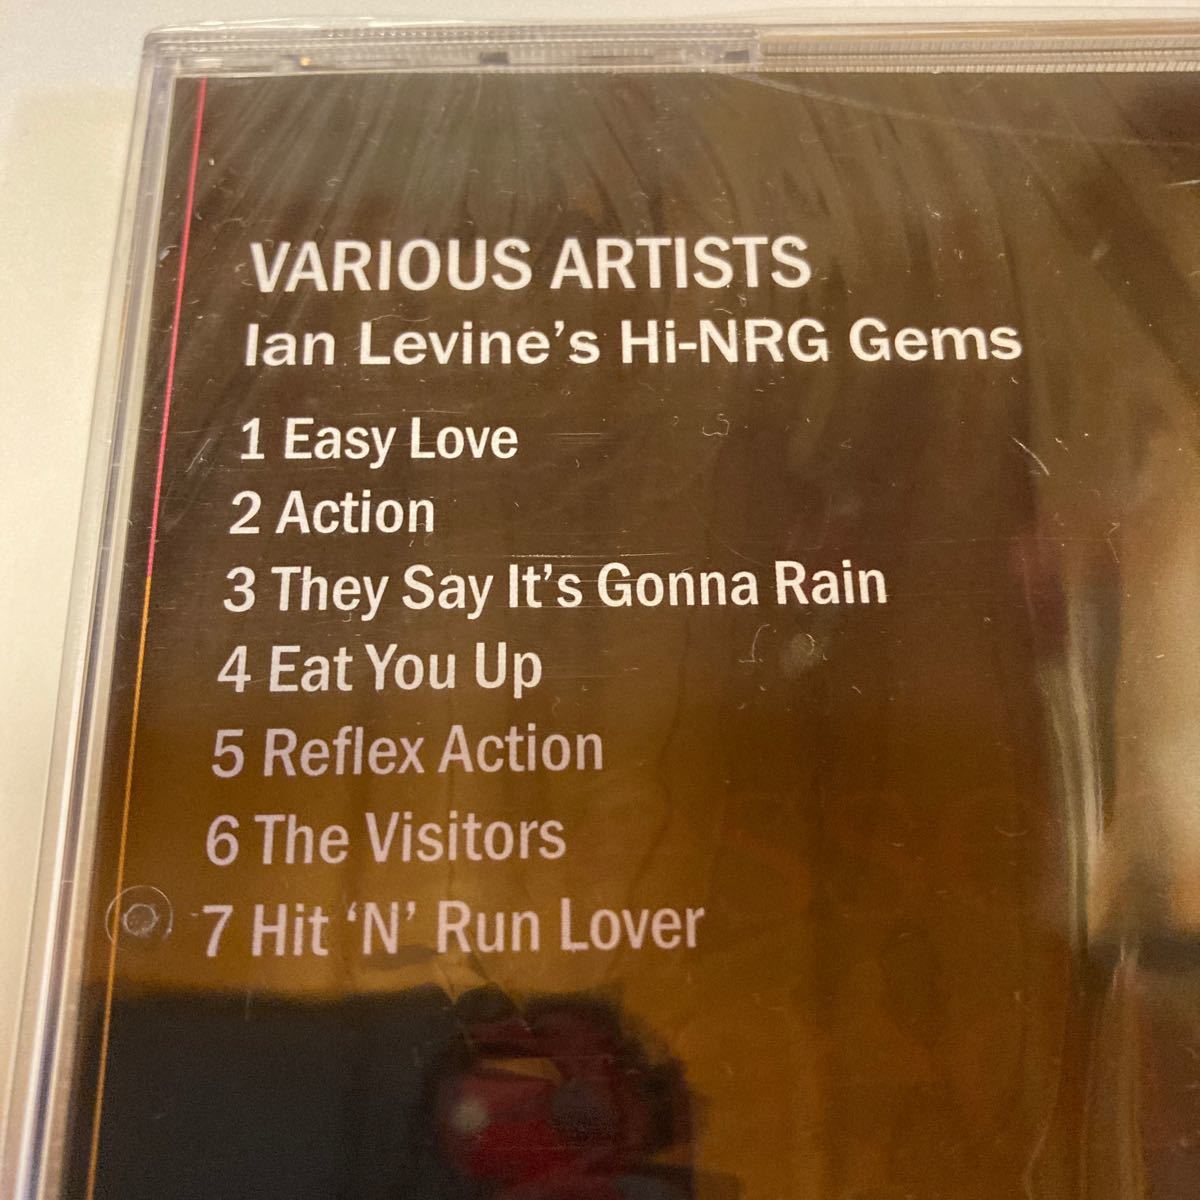 VARIOUS ARTISTS
Ian Levine's Hi-NRG Gems
1 Easy Love
2 Action
3 They Say It's Gonna Rain
4 Eat You Up
5 Reflex Action
6 The Visitors
7 Hit ‘N’ Run Lover